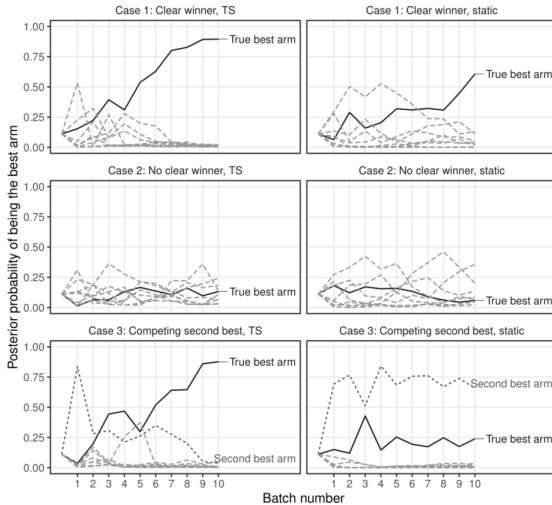 Case 1: Clear winner, TS
Case 1: Clear winner, static
1.00
0.75
0.50
0.25
0.00
True best arm
True best arm
Case 2: No clear winner, TS
Case 2: No clear winner, static
1.00
0.75
0.50
0.25
0.00
True best arm
True best arm
Case 3: Competing second best, TS
Case 3: Competing second best, static
1.00
0.75
0.50
0.25
0.00
True best arm
Second best arm
Second best arm
True best arm
1 2 3 4 5 6 7 8 9 10
1 2 3 4 5 6 7 8 9 10
Batch number
Posterior probability of being the best arm